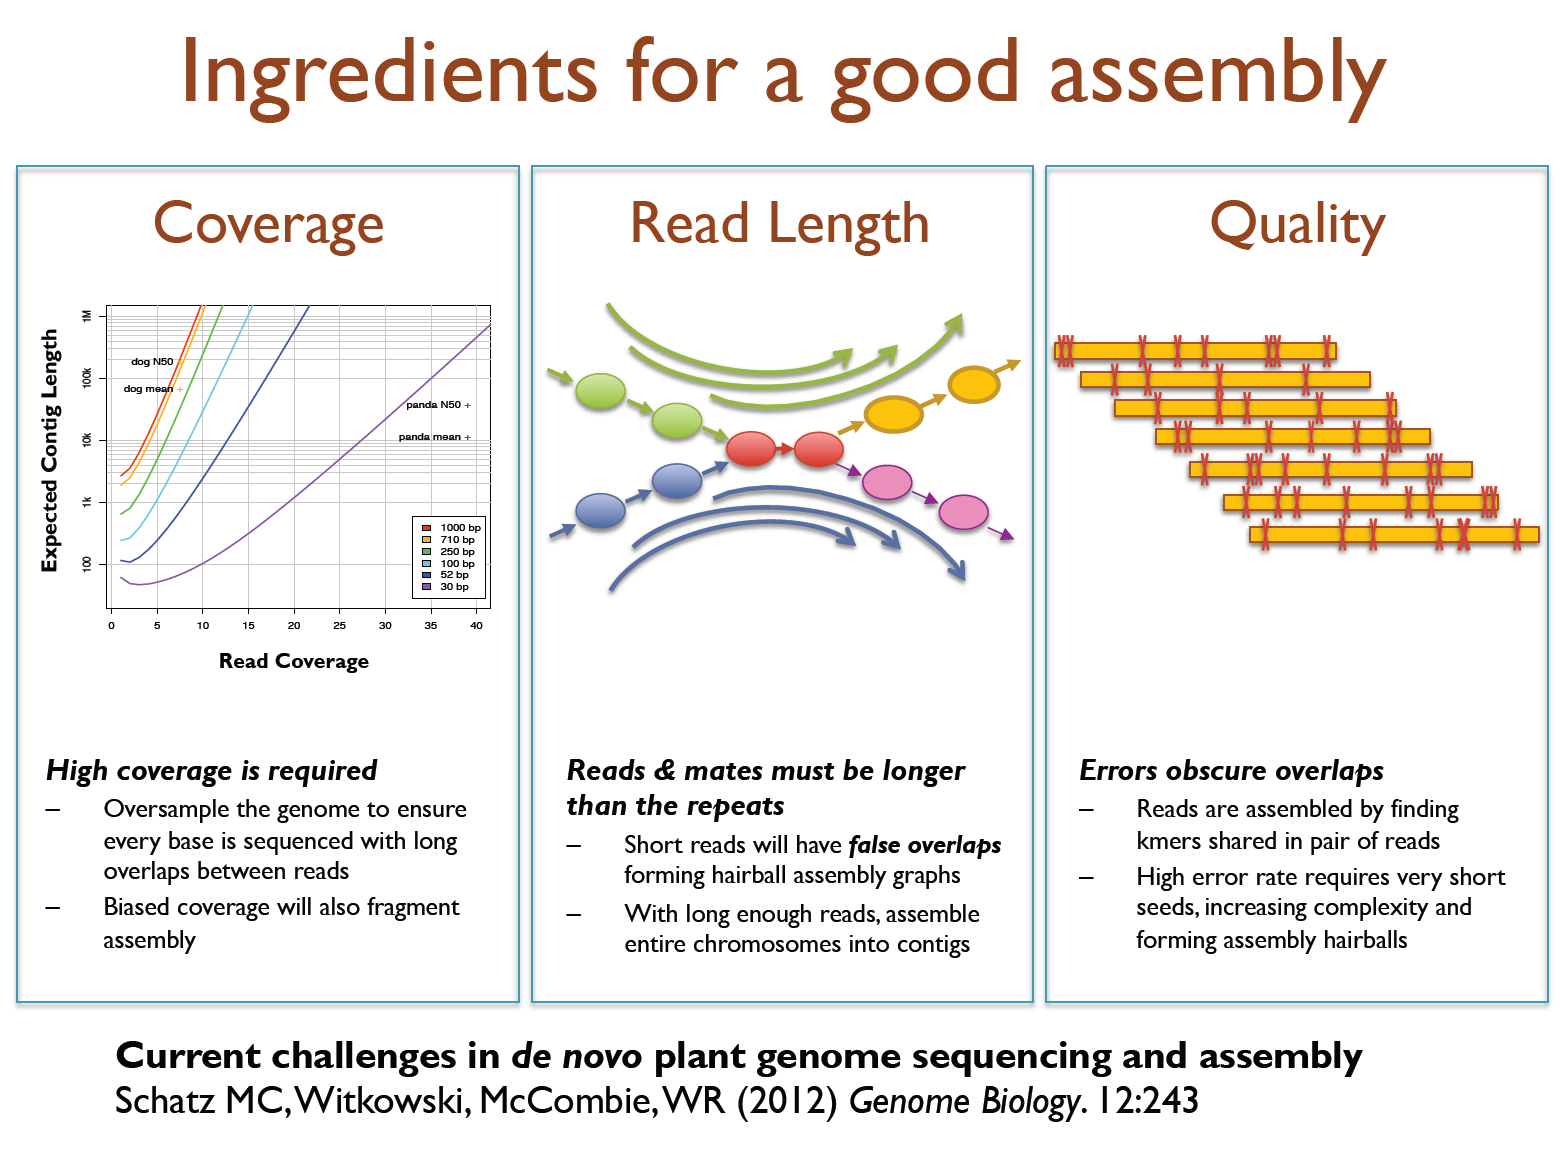 Ingredients for a good assembly
Coverage
Expected Contig Length
1M
100k
10k
1k
100
dog N50 +
dog mean +
panda N50 +
panda mean +
1000 bp
710 bp
250 bp
100 bp
52 bp
30 bp
0 5 10 15 20 25 30 35 40
Read Coverage
High coverage is required
– Oversample the genome to ensure
every base is sequenced with long
overlaps between reads
– Biased coverage will also fragment
assembly
Read Length
Reads & mates must be longer
than the repeats
– Short reads will have false overlaps
forming hairball assembly graphs
– With long enough reads, assemble
entire chromosomes into contigs
Quality
Errors obscure overlaps
– Reads are assembled by finding
kmers shared in pair of reads
– High error rate requires very short
seeds, increasing complexity and
forming assembly hairballs
Current challenges in de novo plant genome sequencing and assembly
Schatz MC, Witkowski, McCombie, WR (2012) Genome Biology. 12:243